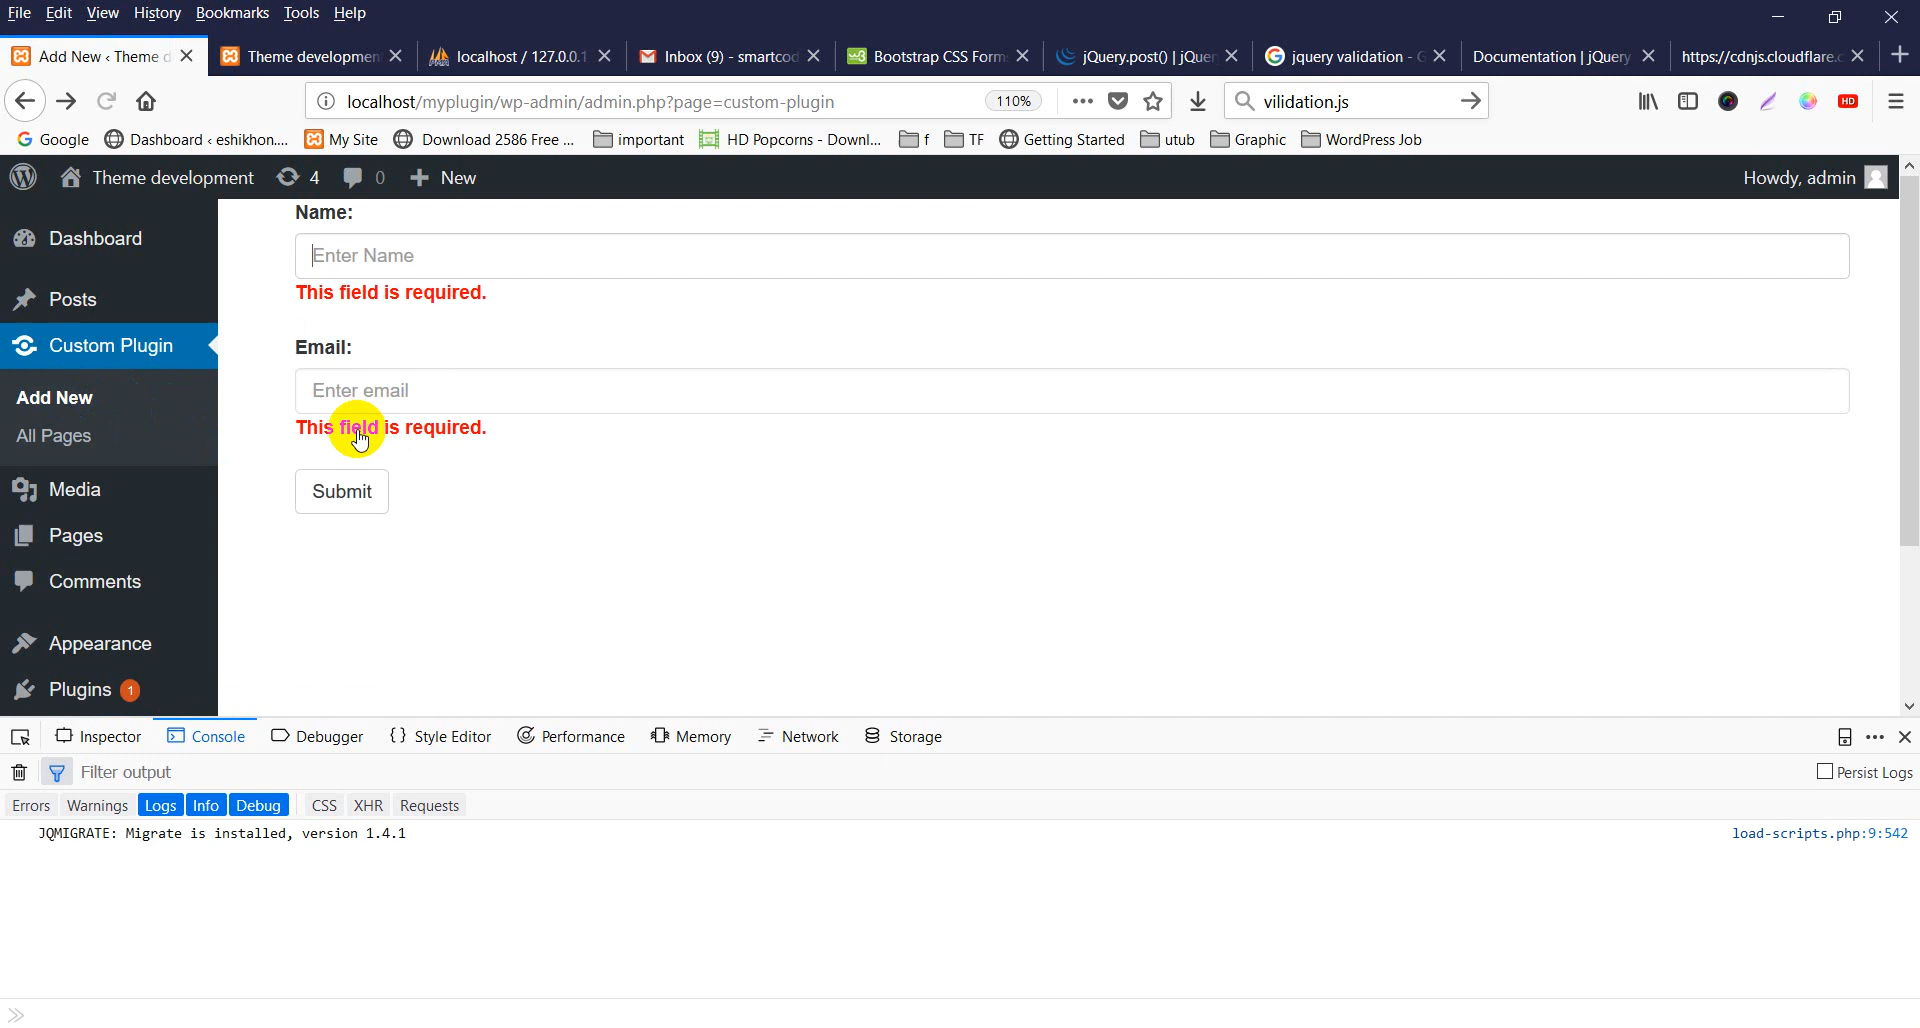 File Edit View History Bookmarks Tools Help
Add New ‹ Theme d
Theme development
localhost / 127.0.0.1
Inbox (9) - smartcod
Bootstrap CSS Form
jQuery.post() | jQuer
jquery validation - G
Documentation | jQuery
https://cdnjs.cloudflare.c
localhost/myplugin/wp-admin/admin.php?page=custom-plugin 110% vilidation.js HD
Google Dashboard ‹ eshikhon.... My Site Download 2586 Free ... important HD Popcorns - Downl... f TF Getting Started utub Graphic WordPress Job
Theme development 4 0 New Howdy, admin
Dashboard
Posts
Custom Plugin
Add New
All Pages
Media
Pages
Comments
Appearance
Plugins 1
Name:
Enter Name
This field is required.
Email:
Enter email
This field is required.
Submit
Inspector Console Debugger {} Style Editor Performance Memory Network Storage
Filter output Persist Logs
Errors Warnings Logs Info Debug CSS XHR Requests
JQMIGRATE: Migrate is installed, version 1.4.1 load-scripts.php:9:542